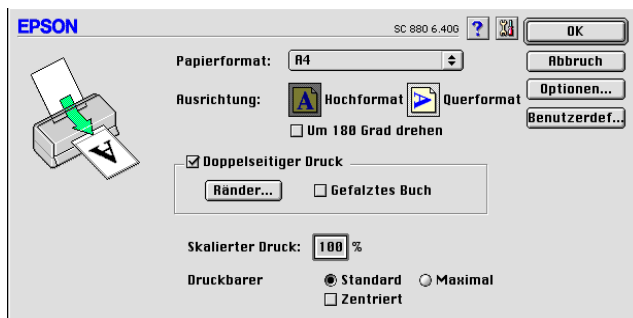 EPSON SC 880 6.40G ? OK
Papierformat: A4 Abbruch
Ausrichtung: A Hochformat A Querformat Optionen...
Um 180 Grad drehen Benutzerdef...
Doppelseitiger Druck
Ränder... Gefalztes Buch
Skalierter Druck: 100 %
Druckbarer Standard Maximal
Zentriert
A